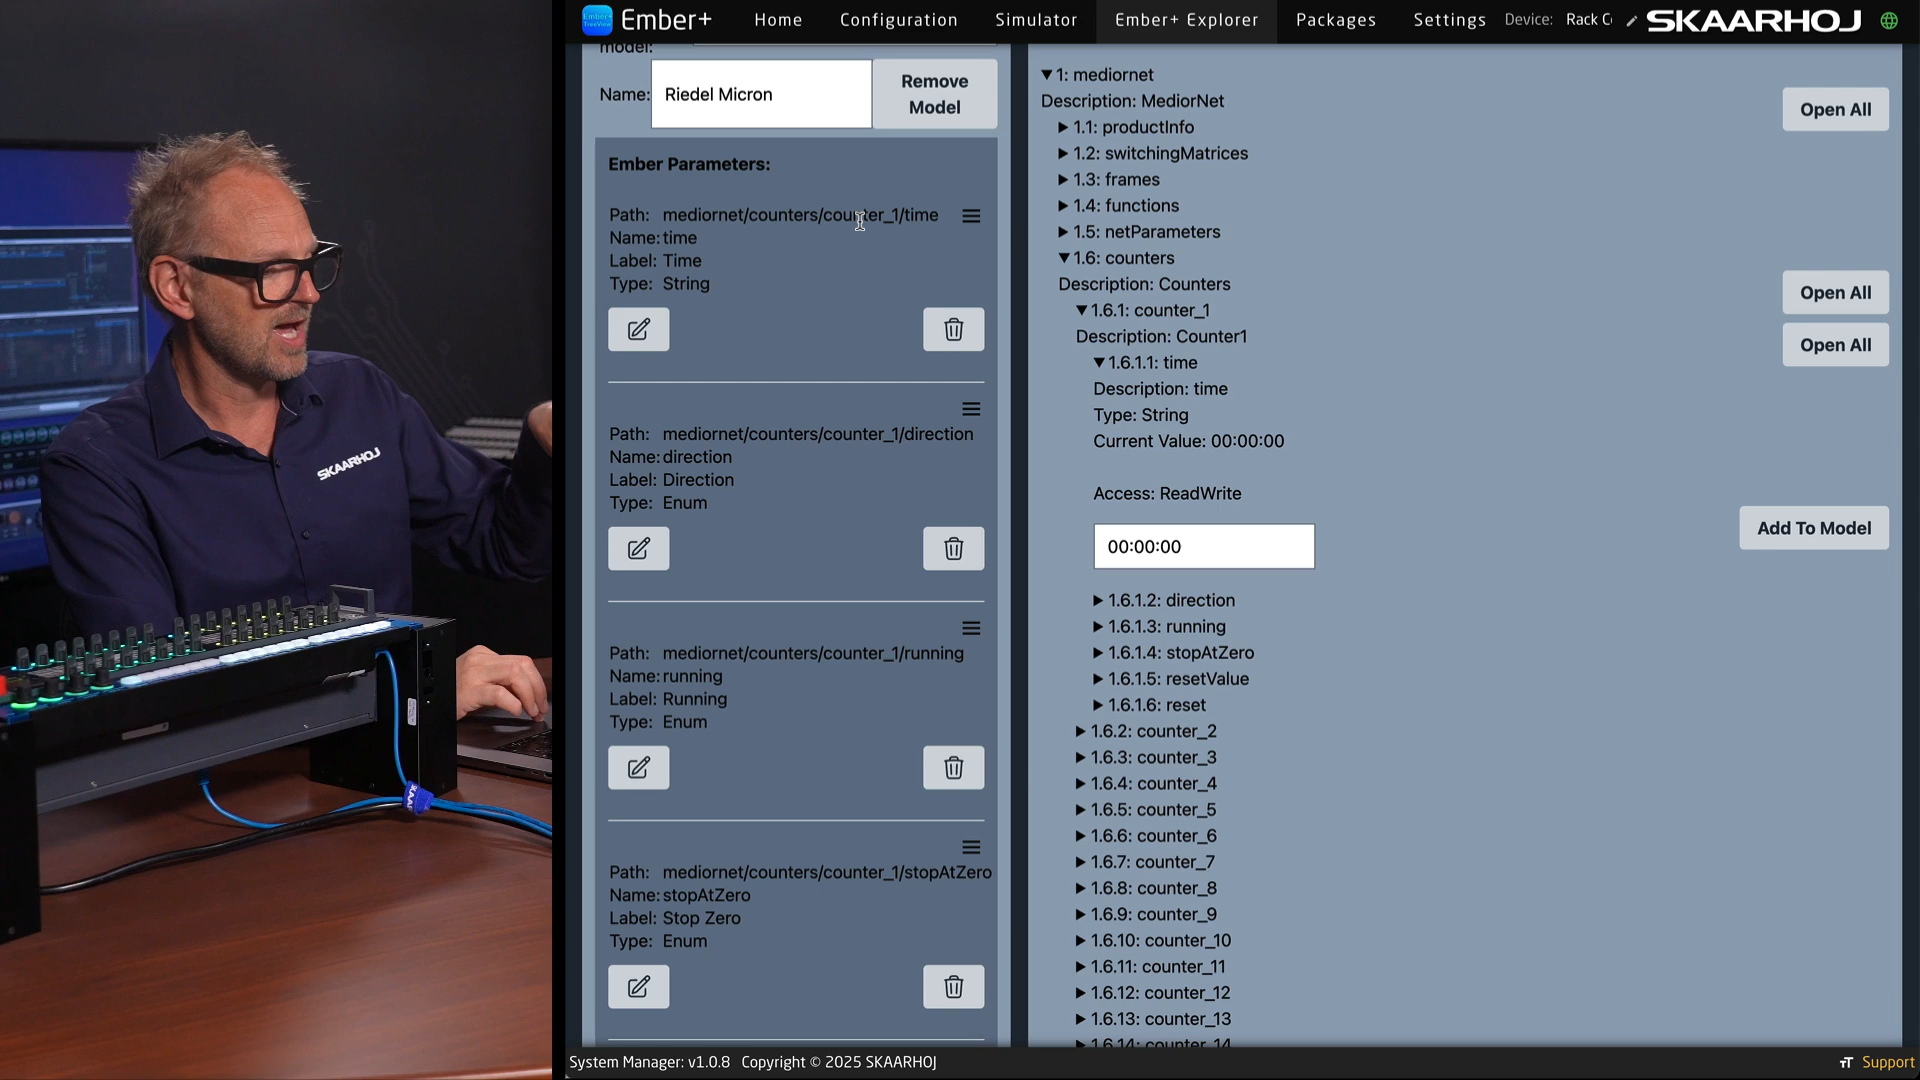 Ember+
Home
Configuration
Simulator
Ember+ Explorer
Packages
Settings
Device:
Rack C
SKAARHOJ
model:
Name:
Riedel Micron
Remove
Model
Ember Parameters:
Path: mediornet/counters/counter_1/time
Name: time
Label: Time
Type: String
Path: mediornet/counters/counter_1/direction
Name: direction
Label: Direction
Type: Enum
Path: mediornet/counters/counter_1/running
Name: running
Label: Running
Type: Enum
Path: mediornet/counters/counter_1/stopAtZero
Name: stopAtZero
Label: Stop Zero
Type: Enum
1: mediornet
Description: MediorNet
Open All
1.1: productInfo
1.2: switchingMatrices
1.3: frames
1.4: functions
1.5: netParameters
1.6: counters
Description: Counters
Open All
1.6.1: counter_1
Description: Counter1
Open All
1.6.1.1: time
Description: time
Type: String
Current Value: 00:00:00
Access: ReadWrite
Add To Model
00:00:00
1.6.1.2: direction
1.6.1.3: running
1.6.1.4: stopAtZero
1.6.1.5: resetValue
1.6.1.6: reset
1.6.2: counter_2
1.6.3: counter_3
1.6.4: counter_4
1.6.5: counter_5
1.6.6: counter_6
1.6.7: counter_7
1.6.8: counter_8
1.6.9: counter_9
1.6.10: counter_10
1.6.11: counter_11
1.6.12: counter_12
1.6.13: counter_13
1.6.14: counter_14
System Manager: v1.0.8 Copyright © 2025 SKAARHOJ
Support
SKAARHOJ